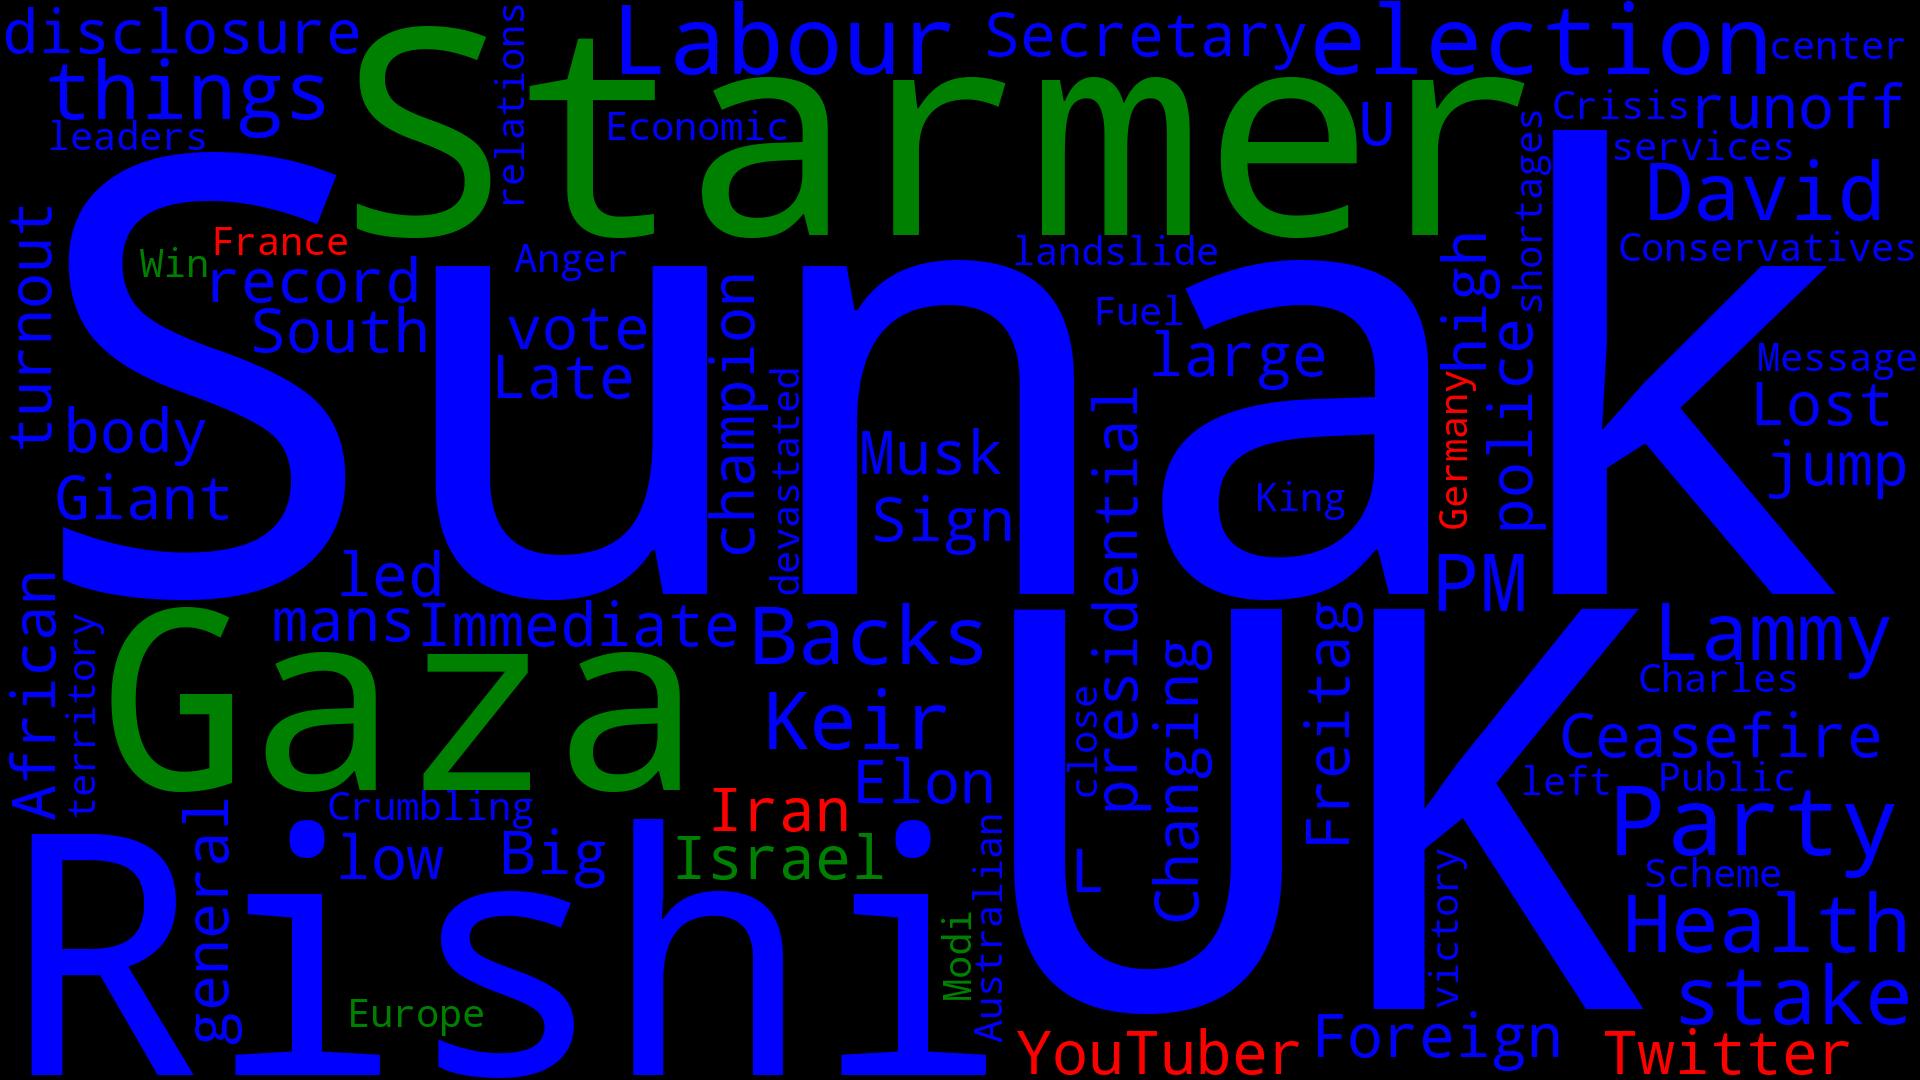 disclosure
Starmer
relations
Labour
Secretary
election
center
things
leaders
Economic
U
shortages
Crisis
runoff
services
David
Conservatives
Sunak
turnout
Win
France
record
South
Anger
vote
Late
champion
devastated
landslide
Fuel
large
high
Germany
police
Message
Lost
jump
body
Giant
Musk
Sign
presidential
King
PM
led
mans
Immediate
Backs
African
territory
Gaza
Keir
UK
close
Changing
Freitag
Lammy
Charles
Ceasefire
left
Public
Party
Crumbling
Iran
Elon
general
low
Big
Israel
L
Rishi
Modi
Australian
victory
Scheme
Health
stake
Europe
YouTuber
Foreign
Twitter